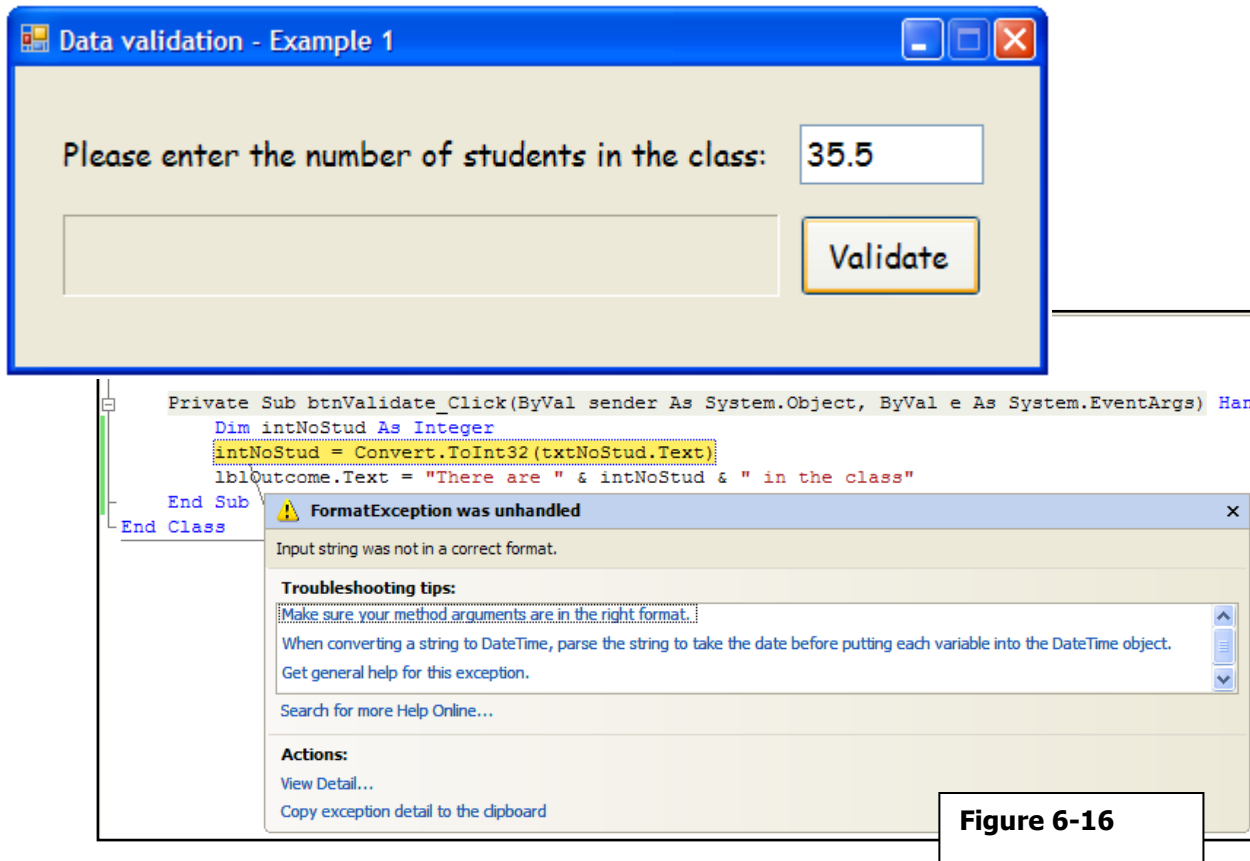 Data validation - Example 1
Please enter the number of students in the class: 35.5
Validate
Private Sub btnValidate_Click(ByVal sender As System.Object, ByVal e As System.EventArgs) Han
Dim intNoStud As Integer
intNoStud = Convert.ToInt32(txtNoStud.Text)
lblOutcome.Text = "There are " & intNoStud & " in the class"
End Sub
End Class
FormatException was unhandled
Input string was not in a correct format.
Troubleshooting tips:
Make sure your method arguments are in the right format.
When converting a string to DateTime, parse the string to take the date before putting each variable into the DateTime object.
Get general help for this exception.
Search for more Help Online...
Actions:
View Detail...
Copy exception detail to the clipboard
Figure 6-16